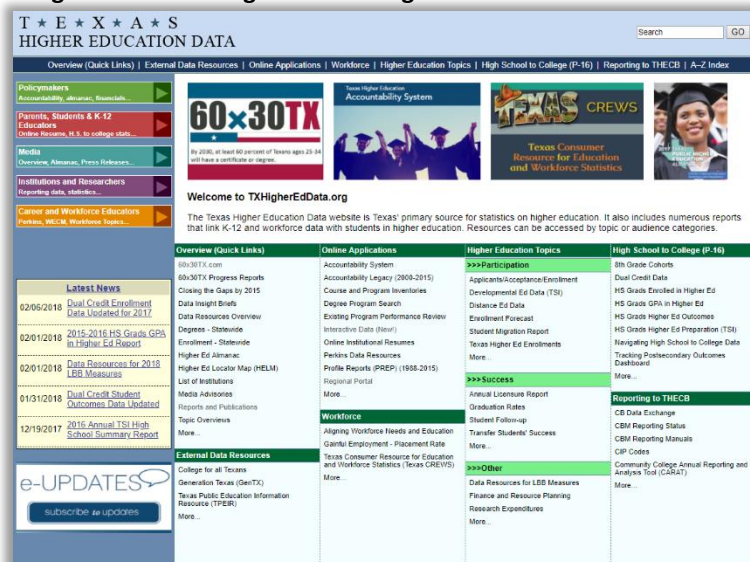 T ★ E ★ X ★ A ★ S
HIGHER EDUCATION DATA
Search
GO
Overview (Quick Links) | External Data Resources | Online Applications | Workforce | Higher Education Topics | High School to College (P-16) | Reporting to THECB | A–Z Index
Policymakers
Accountability, almanac, financials...
Parents, Students & K-12
Educators
Online Resume, H.S. to college stats...
Media
Overview, Almanac, Press Releases...
Institutions and Researchers
Reporting data, statistics...
Career and Workforce Educators
Perkins, WECM, Workforce Topics...
Latest News
02/06/2018 Dual Credit Enrollment
Data Updated for 2017
02/01/2018 2015-2016 HS Grads GPA
in Higher Ed Report
02/01/2018 Data Resources for 2018
LBB Measures
01/31/2018 Dual Credit Student
Outcomes Data Updated
12/19/2017 2016 Annual TSI High
School Summary Report
e-UPDATES
subscribe to updates
60x30TX
By 2030, at least 60 percent of Texans ages 25-34
will have a certificate or degree.
Texas Higher Education
Accountability System
TEXAS CREWS
Texas Consumer
Resource for Education
and Workforce Statistics
Welcome to TXHigherEdData.org
The Texas Higher Education Data website is Texas' primary source for statistics on higher education. It also includes numerous reports
that link K-12 and workforce data with students in higher education. Resources can be accessed by topic or audience categories.
Overview (Quick Links)
60x30TX.com
60x30TX Progress Reports
Closing the Gaps by 2015
Data Insight Briefs
Data Resources Overview
Degrees - Statewide
Enrollment - Statewide
Higher Ed Almanac
Higher Ed Locator Map (HELM)
List of Institutions
Media Advisories
Reports and Publications
Topic Overviews
More...
External Data Resources
College for all Texans
Generation Texas (GenTX)
Texas Public Education Information
Resource (TPEIR)
More...
Online Applications
Accountability System
Accountability Legacy (2000-2015)
Course and Program Inventories
Degree Program Search
Existing Program Performance Review
Interactive Data (New!)
Online Institutional Resumes
Perkins Data Resources
Profile Reports (PREP) (1988-2015)
Regional Portal
More...
Workforce
Aligning Workforce Needs and Education
Gainful Employment - Placement Rate
Texas Consumer Resource for Education
and Workforce Statistics (Texas CREWS)
More...
Higher Education Topics
>>>Participation
Applicants/Acceptance/Enrollment
Developmental Ed Data (TSI)
Distance Ed Data
Enrollment Forecast
Student Migration Report
Texas Higher Ed Enrollments
More...
>>>Success
Annual Licensure Report
Graduation Rates
Student Follow-up
Transfer Students' Success
More...
>>>Other
Data Resources for LBB Measures
Finance and Resource Planning
Research Expenditures
More...
High School to College (P-16)
8th Grade Cohorts
Dual Credit Data
HS Grads Enrolled in Higher Ed
HS Grads GPA in Higher Ed
HS Grads Higher Ed Outcomes
HS Grads Higher Ed Preparation (TSI)
Navigating High School to College Data
Tracking Postsecondary Outcomes
Dashboard
More...
Reporting to THECB
CB Data Exchange
CBM Reporting Status
CBM Reporting Manuals
CIP Codes
Community College Annual Reporting and
Analysis Tool (CARAT)
More...